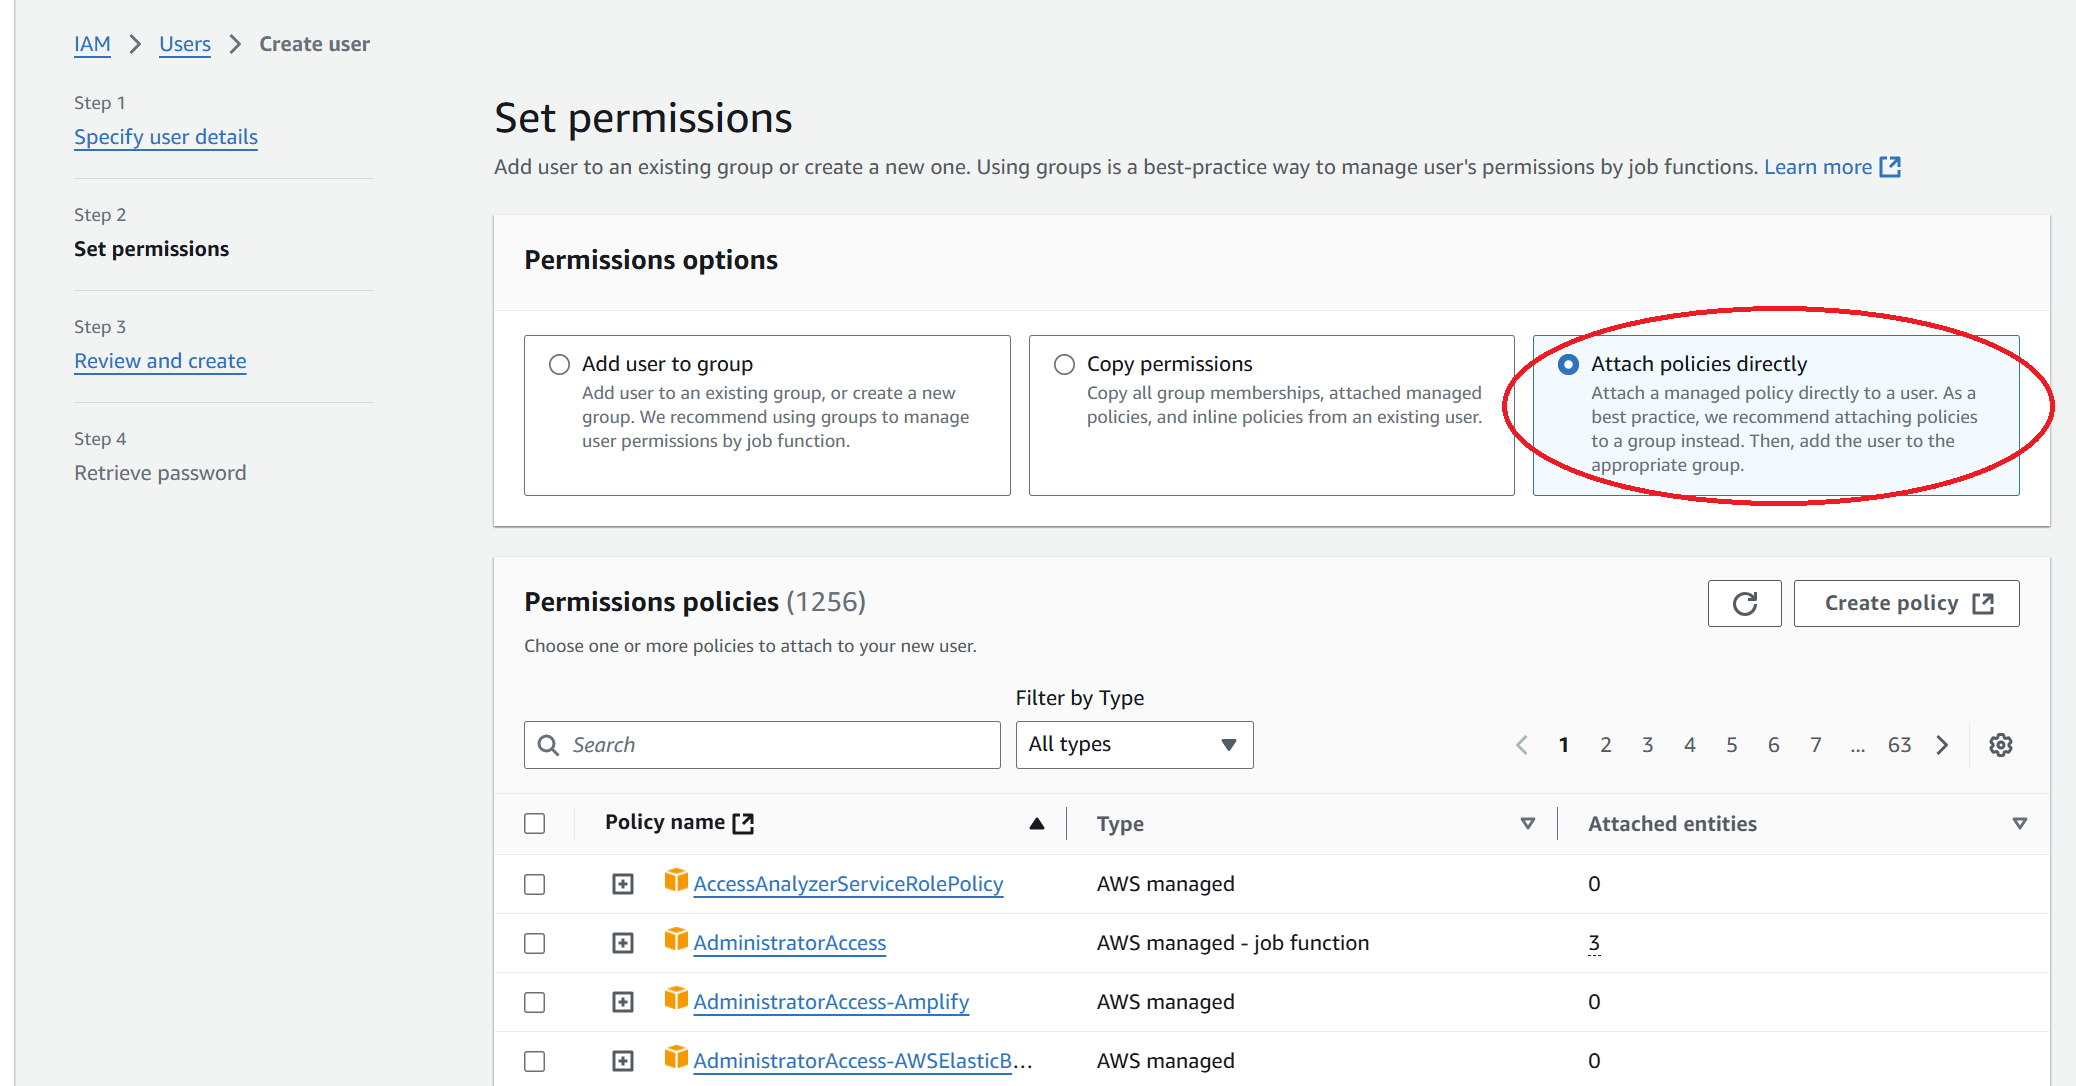 IAM > Users > Create user
Step 1
Specify user details
Step 2
Set permissions
Step 3
Review and create
Step 4
Retrieve password
Set permissions
Add user to an existing group or create a new one. Using groups is a best-practice way to manage user's permissions by job functions. Learn more
Permissions options
Add user to group
Add user to an existing group, or create a new
group. We recommend using groups to manage
user permissions by job function.
Copy permissions
Copy all group memberships, attached managed
policies, and inline policies from an existing user.
Attach policies directly
Attach a managed policy directly to a user. As a
best practice, we recommend attaching policies
to a group instead. Then, add the user to the
appropriate group.
Permissions policies (1256)
Create policy
Choose one or more policies to attach to your new user.
Filter by Type
Search
All types
1 2 3 4 5 6 7 ... 63
Policy name Type Attached entities
AccessAnalyzerServiceRolePolicy AWS managed 0
AdministratorAccess AWS managed - job function 3
AdministratorAccess-Amplify AWS managed 0
AdministratorAccess-AWSElasticB... AWS managed 0